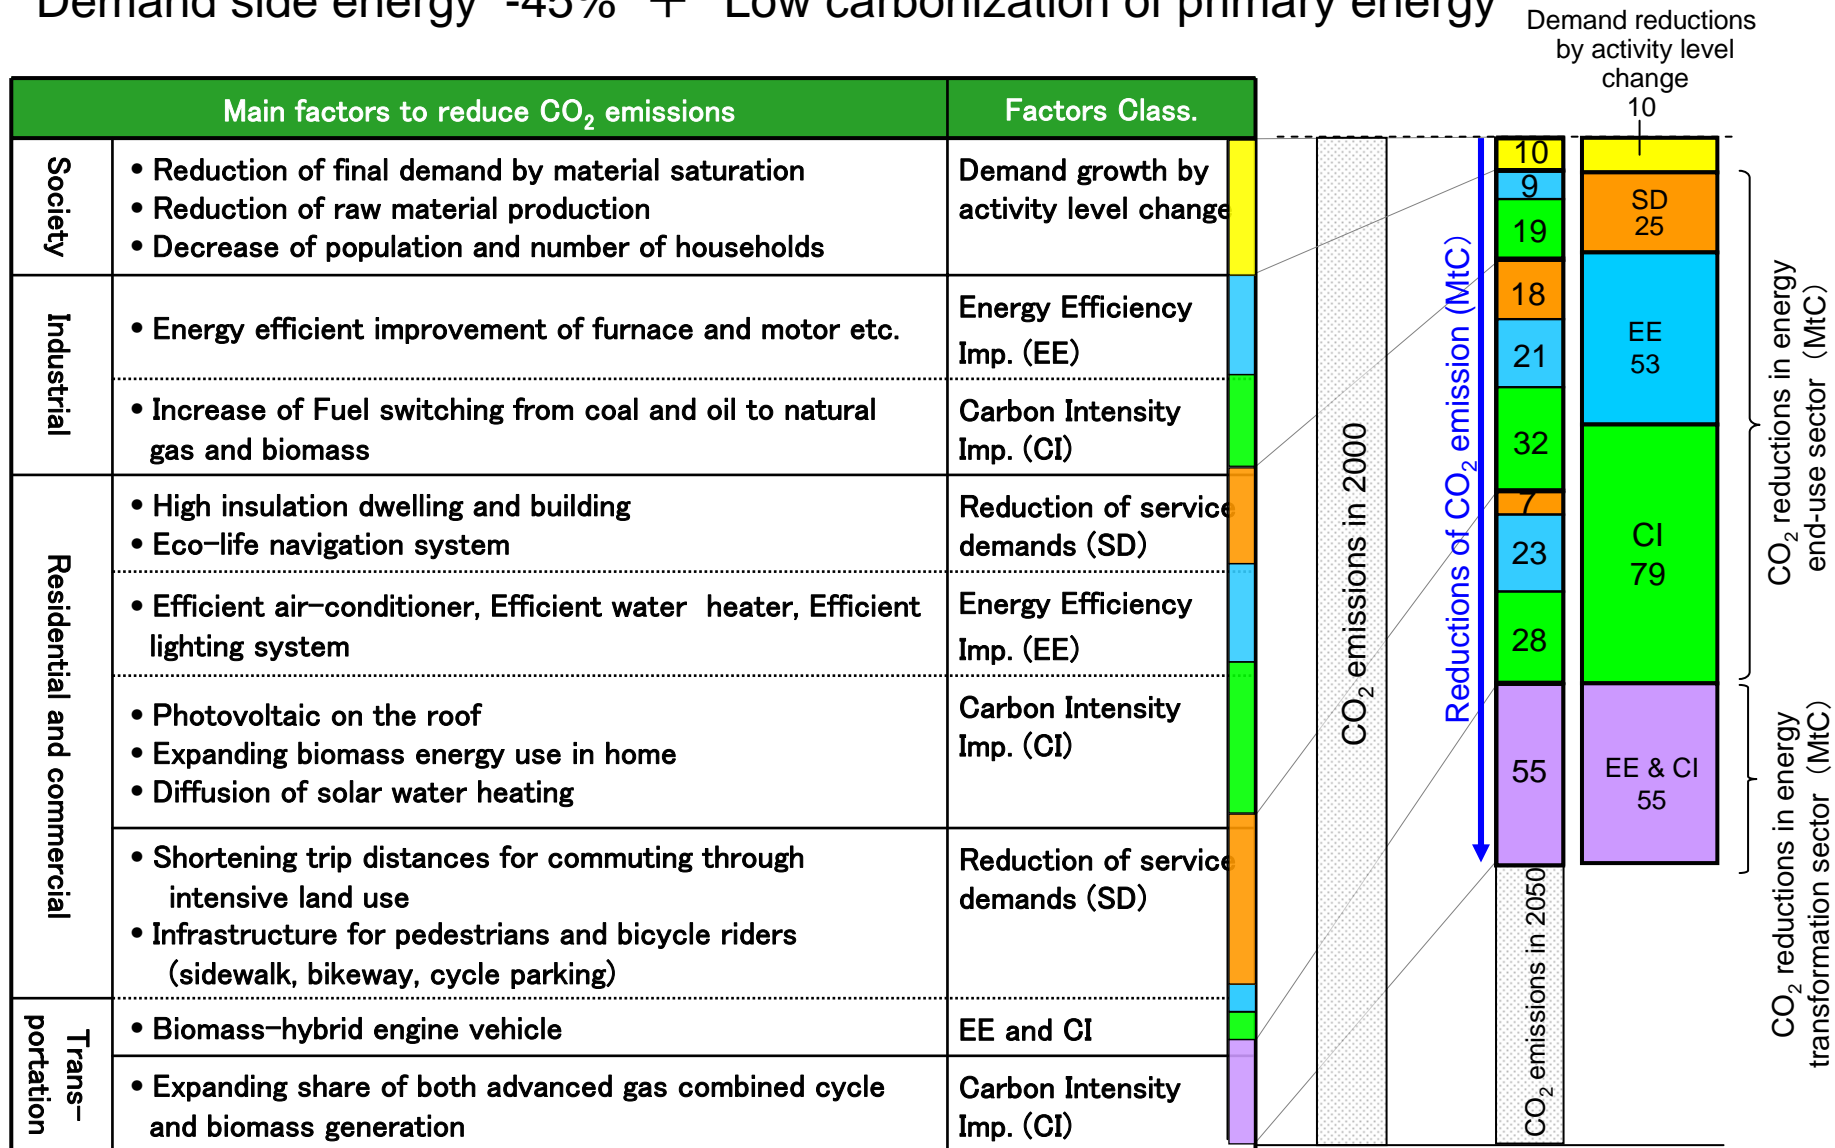 Demand side energy -45% ＋ Low carbonization of primary energy
Demand reductions
by activity level
change
10
Main factors to reduce CO2 emissions
Factors Class.
Society
• Reduction of final demand by material saturation
• Reduction of raw material production
• Decrease of population and number of households
Demand growth by
activity level change
Industrial
• Energy efficient improvement of furnace and motor etc.
Energy Efficiency
Imp. (EE)
• Increase of Fuel switching from coal and oil to natural
gas and biomass
Carbon Intensity
Imp. (CI)
Residential and commercial
• High insulation dwelling and building
• Eco-life navigation system
Reduction of service
demands (SD)
• Efficient air-conditioner, Efficient water heater, Efficient
lighting system
Energy Efficiency
Imp. (EE)
• Photovoltaic on the roof
• Expanding biomass energy use in home
• Diffusion of solar water heating
Carbon Intensity
Imp. (CI)
• Shortening trip distances for commuting through
intensive land use
• Infrastructure for pedestrians and bicycle riders
(sidewalk, bikeway, cycle parking)
Reduction of service
demands (SD)
Trans-
portation
• Biomass-hybrid engine vehicle
EE and CI
• Expanding share of both advanced gas combined cycle
and biomass generation
Carbon Intensity
Imp. (CI)
CO2 emissions in 2000
Reductions of CO2 emission (MtC)
10
9
19
18
21
32
7
23
28
55
CO2 emissions in 2050
SD
25
EE
53
CI
79
EE & CI
55
CO2 reductions in energy
end-use sector (MtC)
CO2 reductions in energy
transformation sector (MtC)